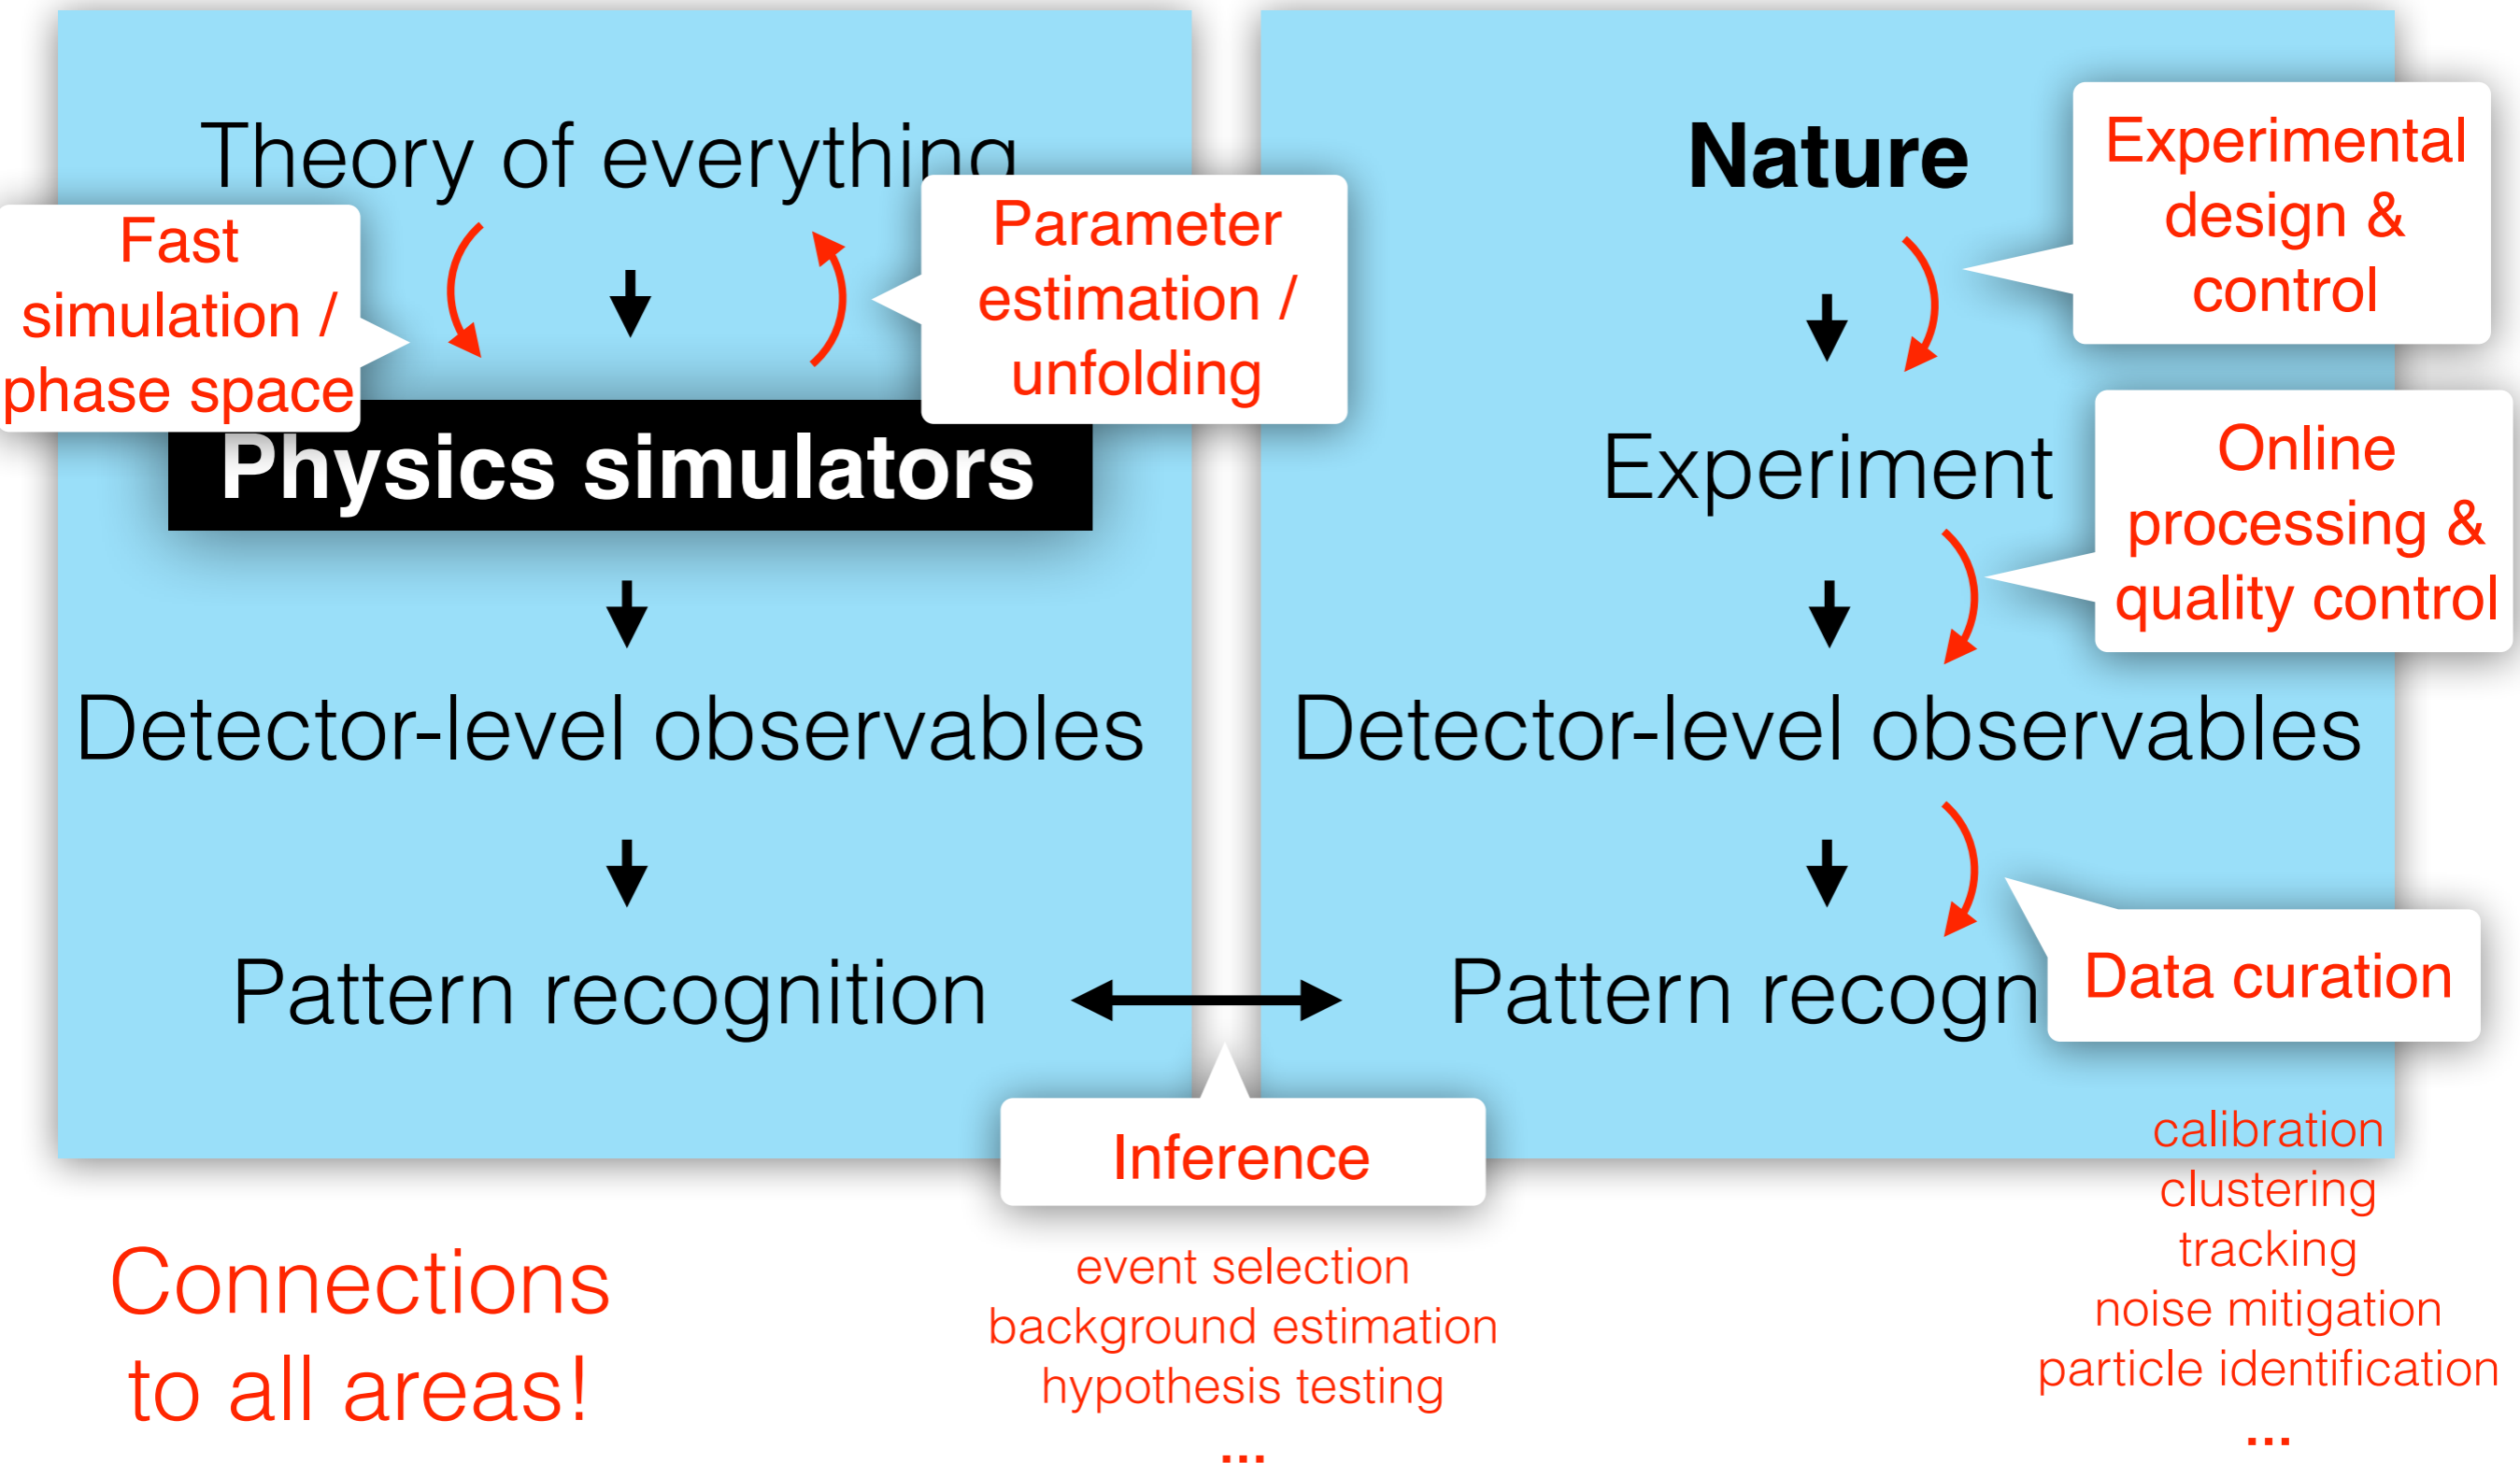 Theory of everything
Fast
simulation /
phase space
Parameter
estimation /
unfolding
Physics simulators
Detector-level observables
Pattern recognition
Nature
Experimental
design &
control
Experiment
Online
processing &
quality control
Detector-level observables
Pattern recogn
Data curation
Inference
event selection
background estimation
hypothesis testing
...
calibration
clustering
tracking
noise mitigation
particle identification
...
Connections
to all areas!